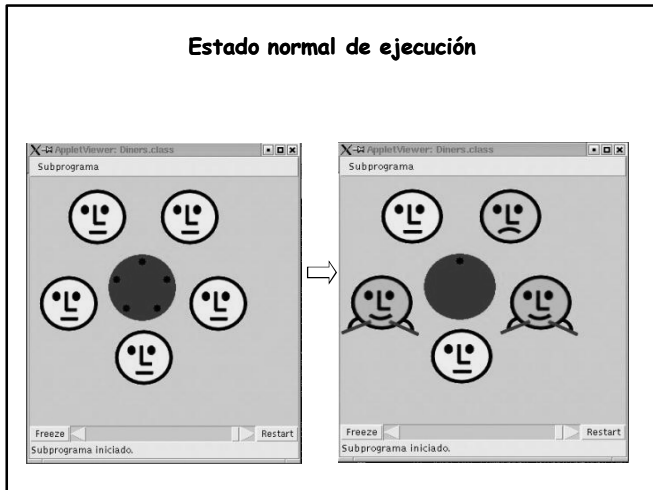 Estado normal de ejecución
AppletViewer: Diners.class
Subprograma
Freeze
Restart
Subprograma iniciado.
AppletViewer: Diners.class
Subprograma
Freeze
Restart
Subprograma iniciado.